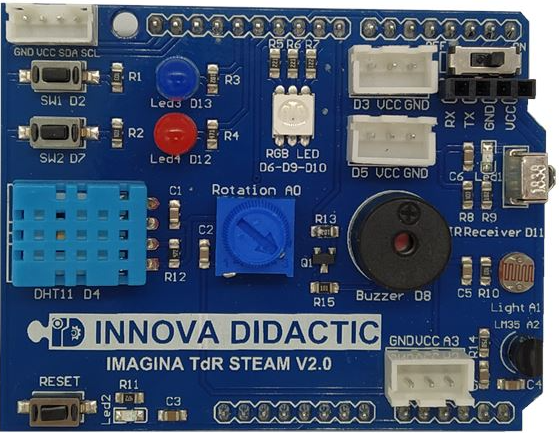 GND VCC SDA SCL
R5 R6 R7
ON
SW1 D2
R1
Led3 D13
R3
D3 VCC GND
RX
TX
GND
VCC
SW2 D7
R2
Led4 D12
R4
RGB LED
D6-D9-D10
D5 VCC GND
C6
Led1
R8 R9
Rotation A0
C1
C2
R13
IR Receiver D11
DHT11 D4
R12
Q1
R15
Buzzer D8
C5 R10
Light A1
LM35 A2
INNOVA DIDACTIC
IMAGINA TdR STEAM V2.0
GND VCC A3
R14
C4
RESET
R11
Led2
C3